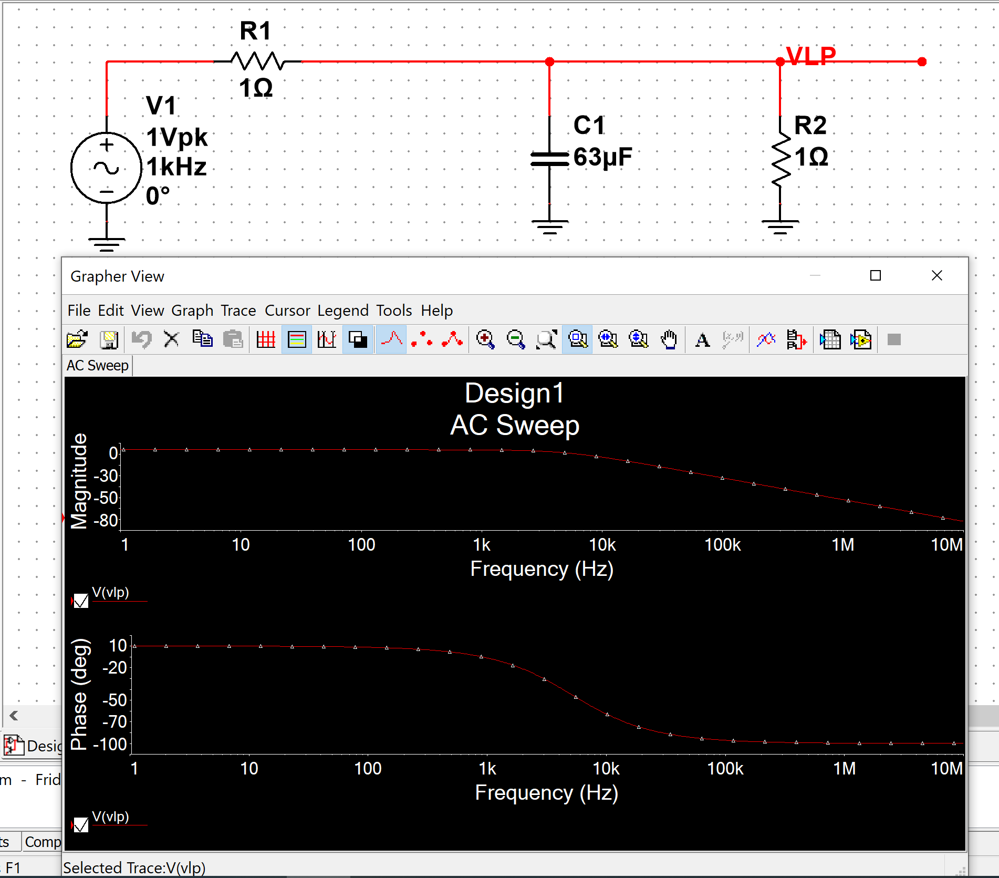 R1
1Ω
VLP
V1
1Vpk
1kHz
0°
C1
63µF
R2
1Ω
Grapher View
File Edit View Graph Trace Cursor Legend Tools Help
A
AC Sweep
Design1
AC Sweep
Magnitude
0
-30
-50
-80
1 10 100 1k 10k 100k 1M 10M
Frequency (Hz)
V(vlp)
Phase (deg)
10
-20
-50
-70
-100
1 10 100 1k 10k 100k 1M 10M
Frequency (Hz)
V(vlp)
Desig
m - Frid
ts Comp
F1
Selected Trace:V(vlp)